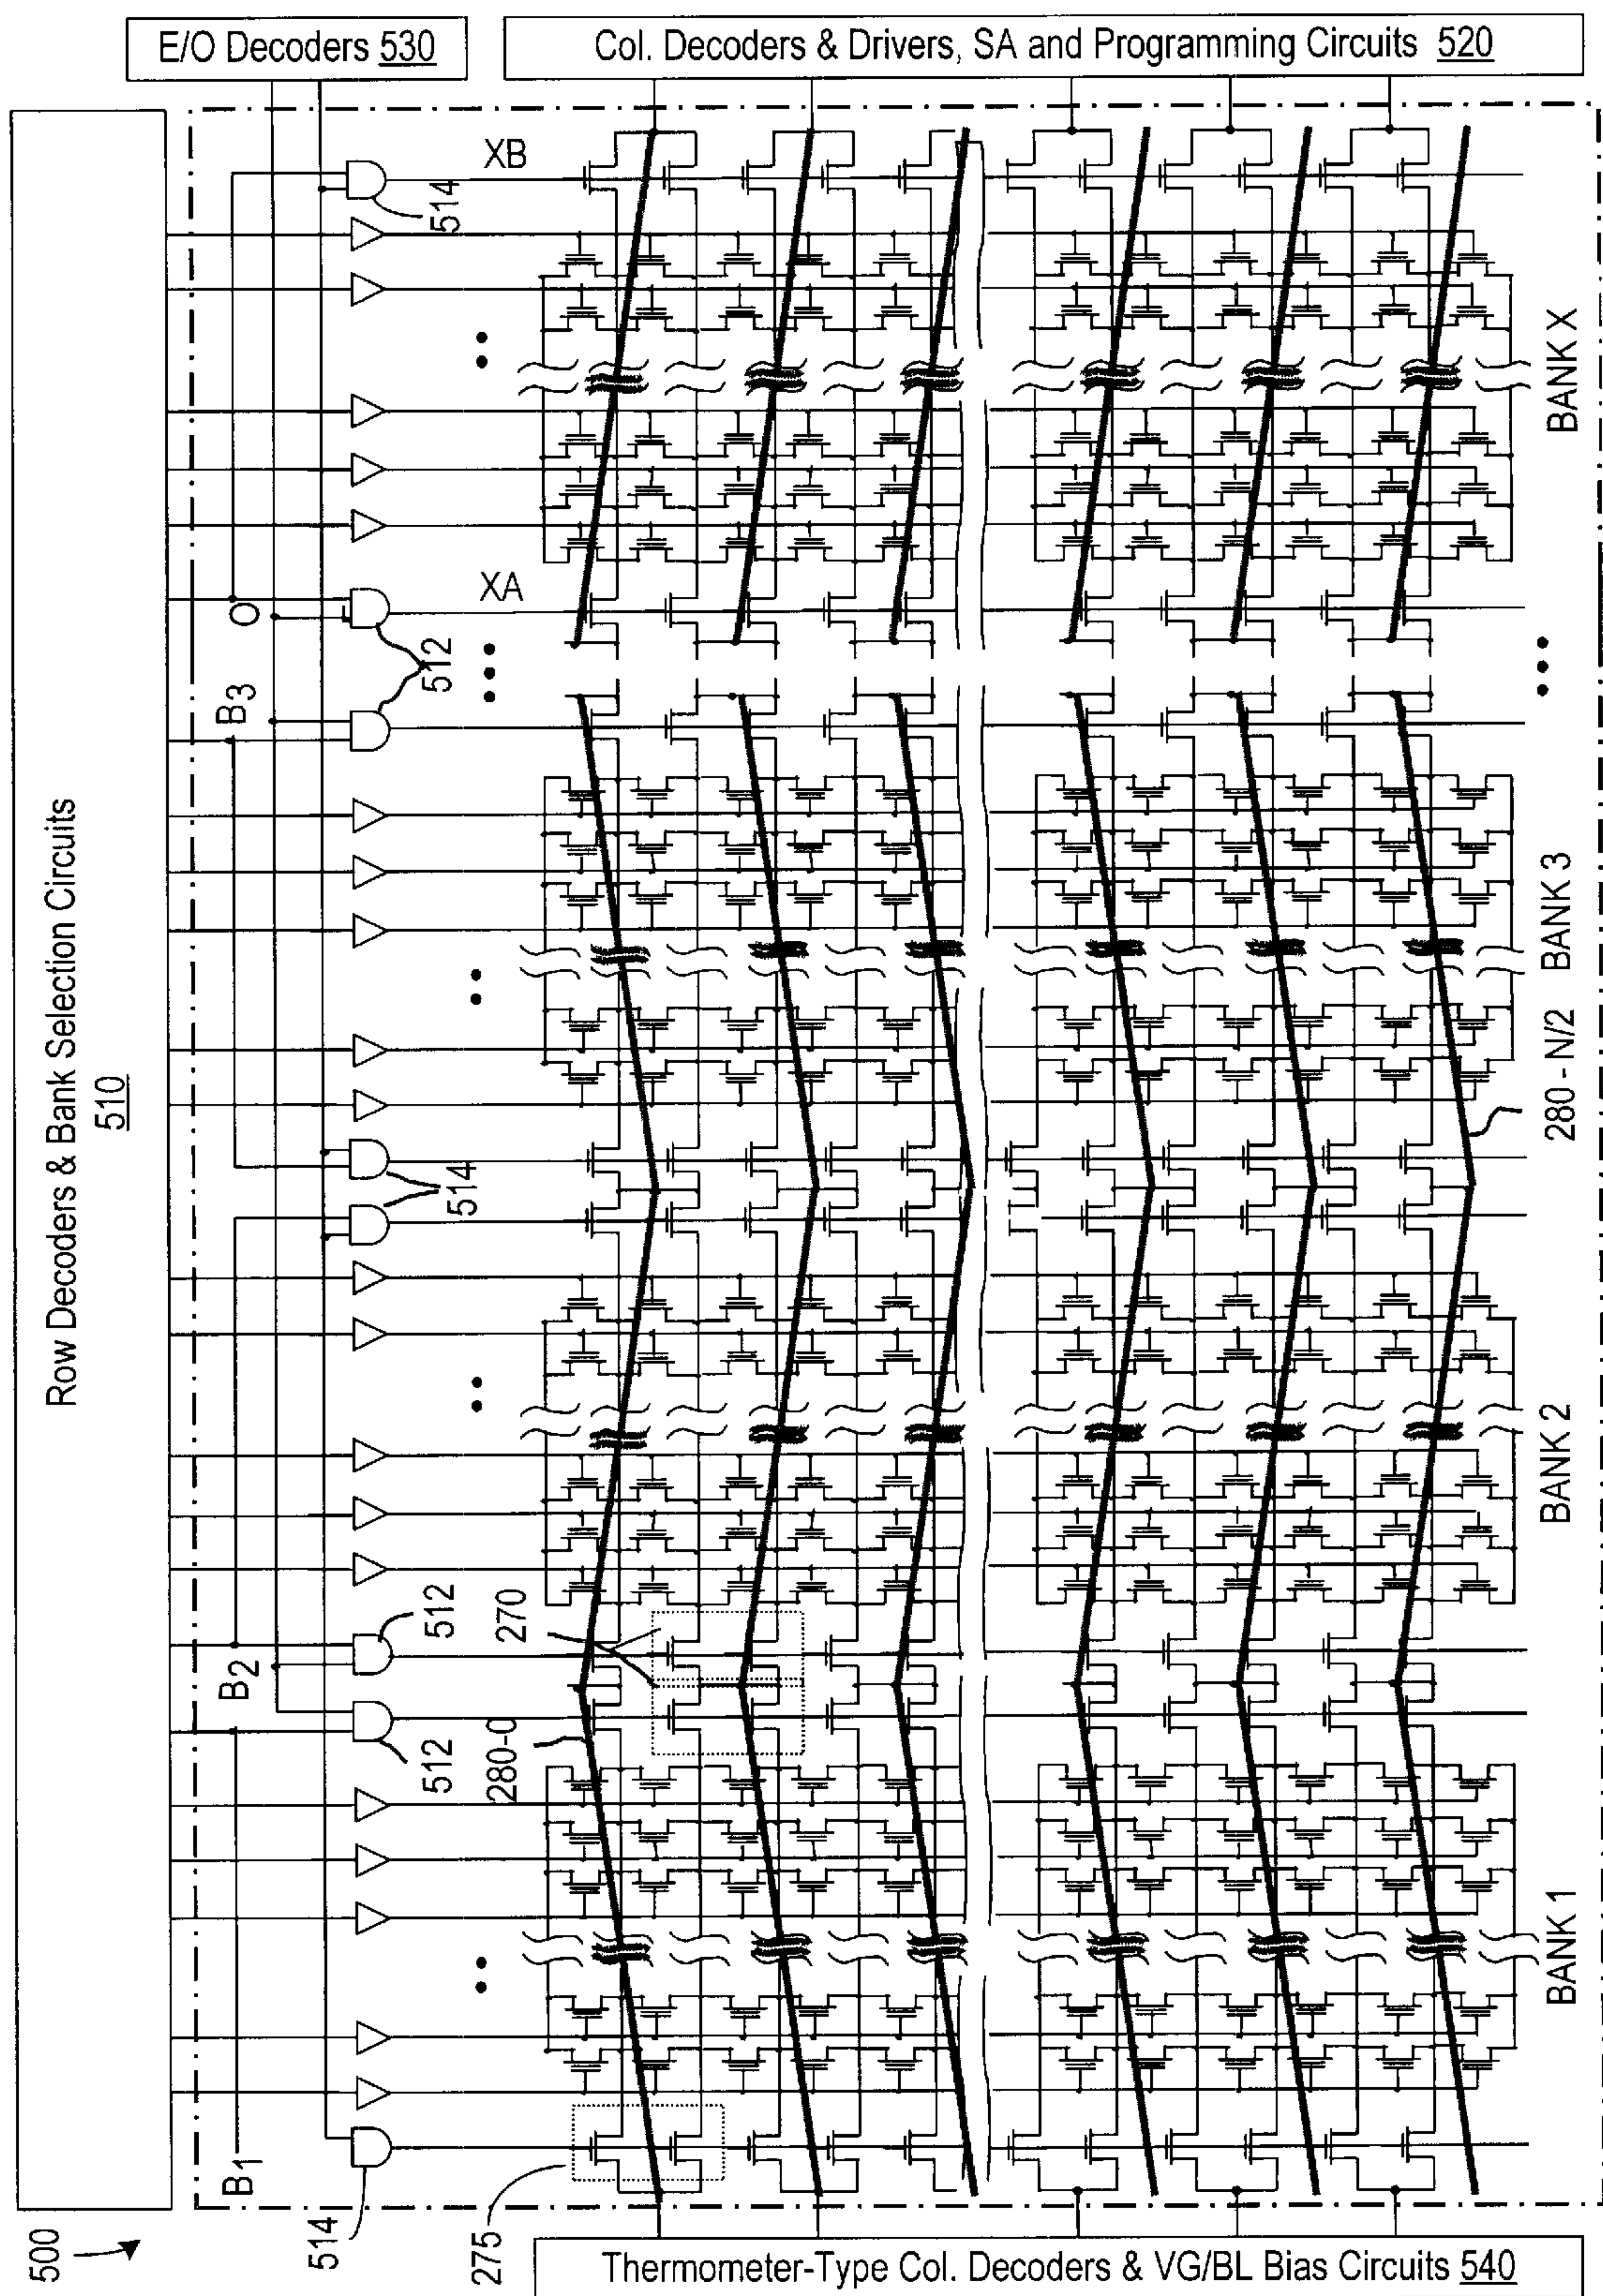 E/O Decoders 530
Col. Decoders & Drivers, SA and Programming Circuits 520
Row Decoders & Bank Selection Circuits
510
XB
514
O
XA
512
B3
514
B2
512
270
512
280-0
B1
514
275
500
BANK X
BANK 3
280 - N/2
BANK 2
BANK 1
Thermometer-Type Col. Decoders & VG/BL Bias Circuits 540